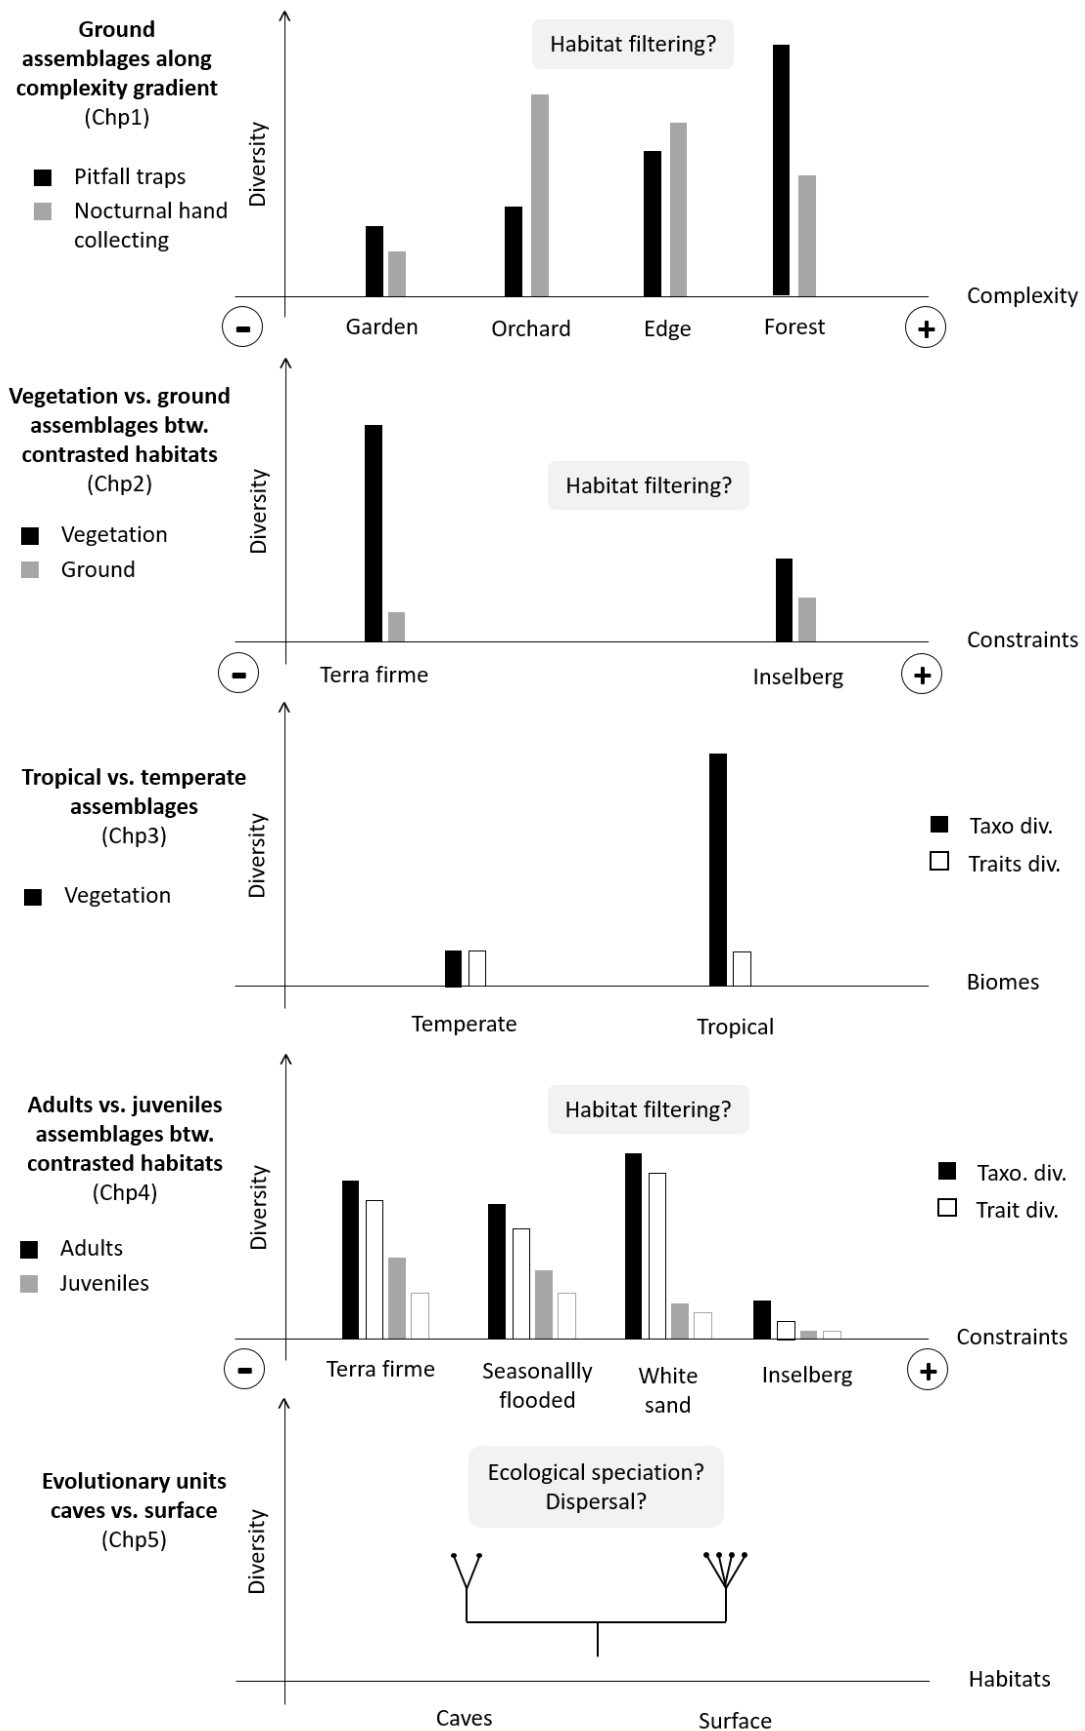 Ground
assemblages along
complexity gradient
(Chp1)
Pitfall traps
Nocturnal hand
collecting
Diversity
Habitat filtering?
Complexity
-
Garden
Orchard
Edge
Forest
+
Vegetation vs. ground
assemblages btw.
contrasted habitats
(Chp2)
Vegetation
Ground
Diversity
Habitat filtering?
Constraints
-
Terra firme
Inselberg
+
Tropical vs. temperate
assemblages
(Chp3)
Vegetation
Diversity
Taxo div.
Traits div.
Biomes
Temperate
Tropical
Adults vs. juveniles
assemblages btw.
contrasted habitats
(Chp4)
Adults
Juveniles
Diversity
Habitat filtering?
Taxo. div.
Trait div.
Constraints
-
Terra firme
Seasonallly
flooded
White
sand
Inselberg
+
Evolutionary units
caves vs. surface
(Chp5)
Diversity
Ecological speciation?
Dispersal?
Habitats
Caves
Surface